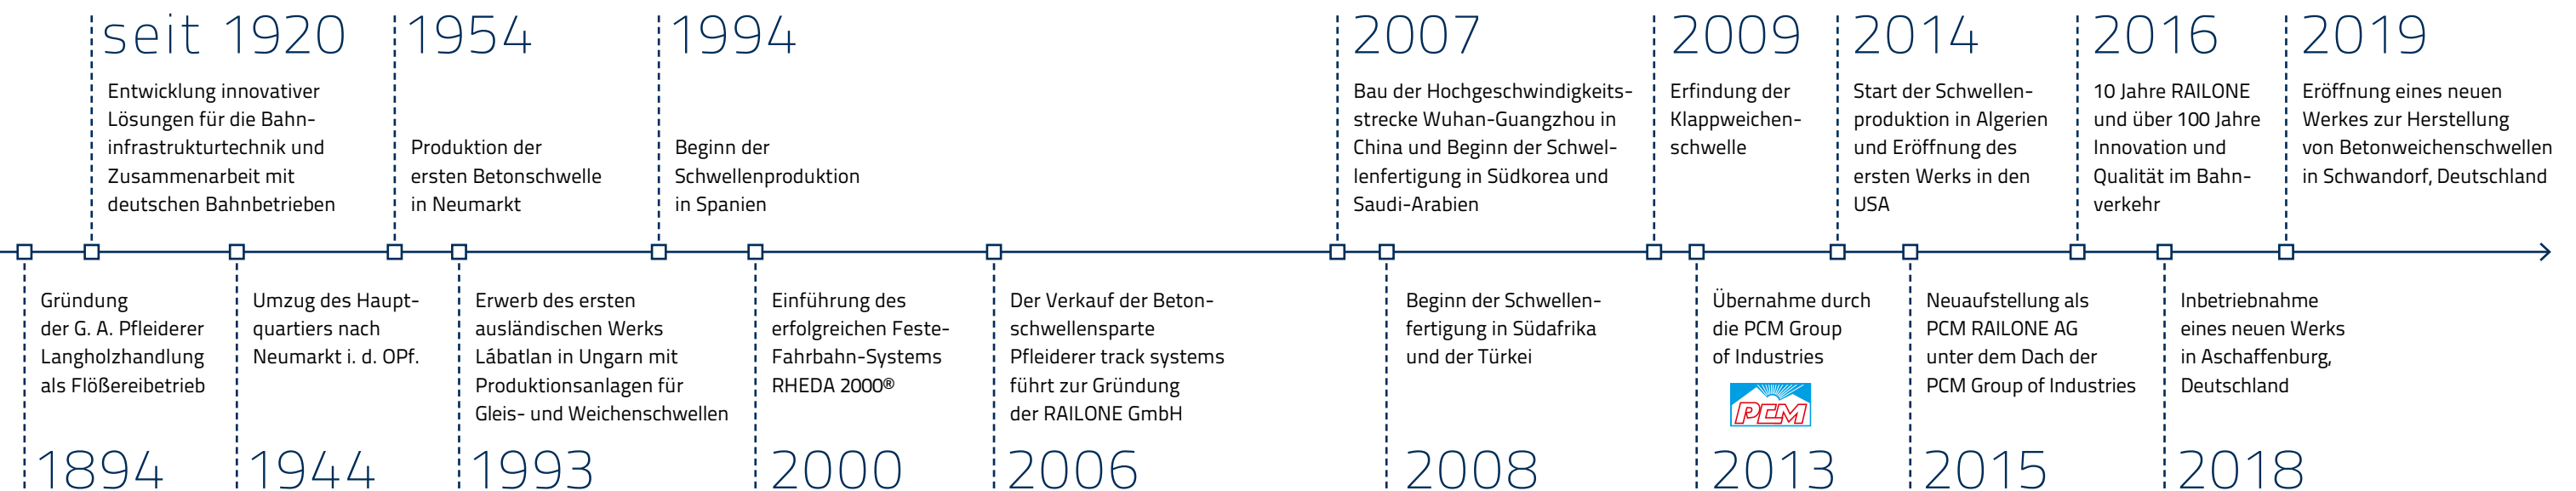 seit 1920
Entwicklung innovativer
Lösungen für die Bahn-
infrastrukturtechnik und
Zusammenarbeit mit
deutschen Bahnbetrieben
1954
Produktion der
ersten Betonschwelle
in Neumarkt
1994
Beginn der
Schwellenproduktion
in Spanien
2007
Bau der Hochgeschwindigkeits-
strecke Wuhan-Guangzhou in
China und Beginn der Schwel-
lenfertigung in Südkorea und
Saudi-Arabien
2009
Erfindung der
Klappweichen-
schwelle
2014
Start der Schwellen-
produktion in Algerien
und Eröffnung des
ersten Werks in den
USA
2016
10 Jahre RAILONE
und über 100 Jahre
Innovation und
Qualität im Bahn-
verkehr
2019
Eröffnung eines neuen
Werkes zur Herstellung
von Betonweichenschwellen
in Schwandorf, Deutschland
Gründung
der G. A. Pfleiderer
Langholzhandlung
als Flößereibetrieb
1894
Umzug des Haupt-
quartiers nach
Neumarkt i. d. OPf.
1944
Erwerb des ersten
ausländischen Werks
Lábatlan in Ungarn mit
Produktionsanlagen für
Gleis- und Weichenschwellen
1993
Einführung des
erfolgreichen Feste-
Fahrbahn-Systems
RHEDA 2000®
2000
Der Verkauf der Beton-
schwellensparte
Pfleiderer track systems
führt zur Gründung
der RAILONE GmbH
2006
Beginn der Schwellen-
fertigung in Südafrika
und der Türkei
2008
Übernahme durch
die PCM Group
of Industries
PCM
2013
Neuaufstellung als
PCM RAILONE AG
unter dem Dach der
PCM Group of Industries
2015
Inbetriebnahme
eines neuen Werks
in Aschaffenburg,
Deutschland
2018